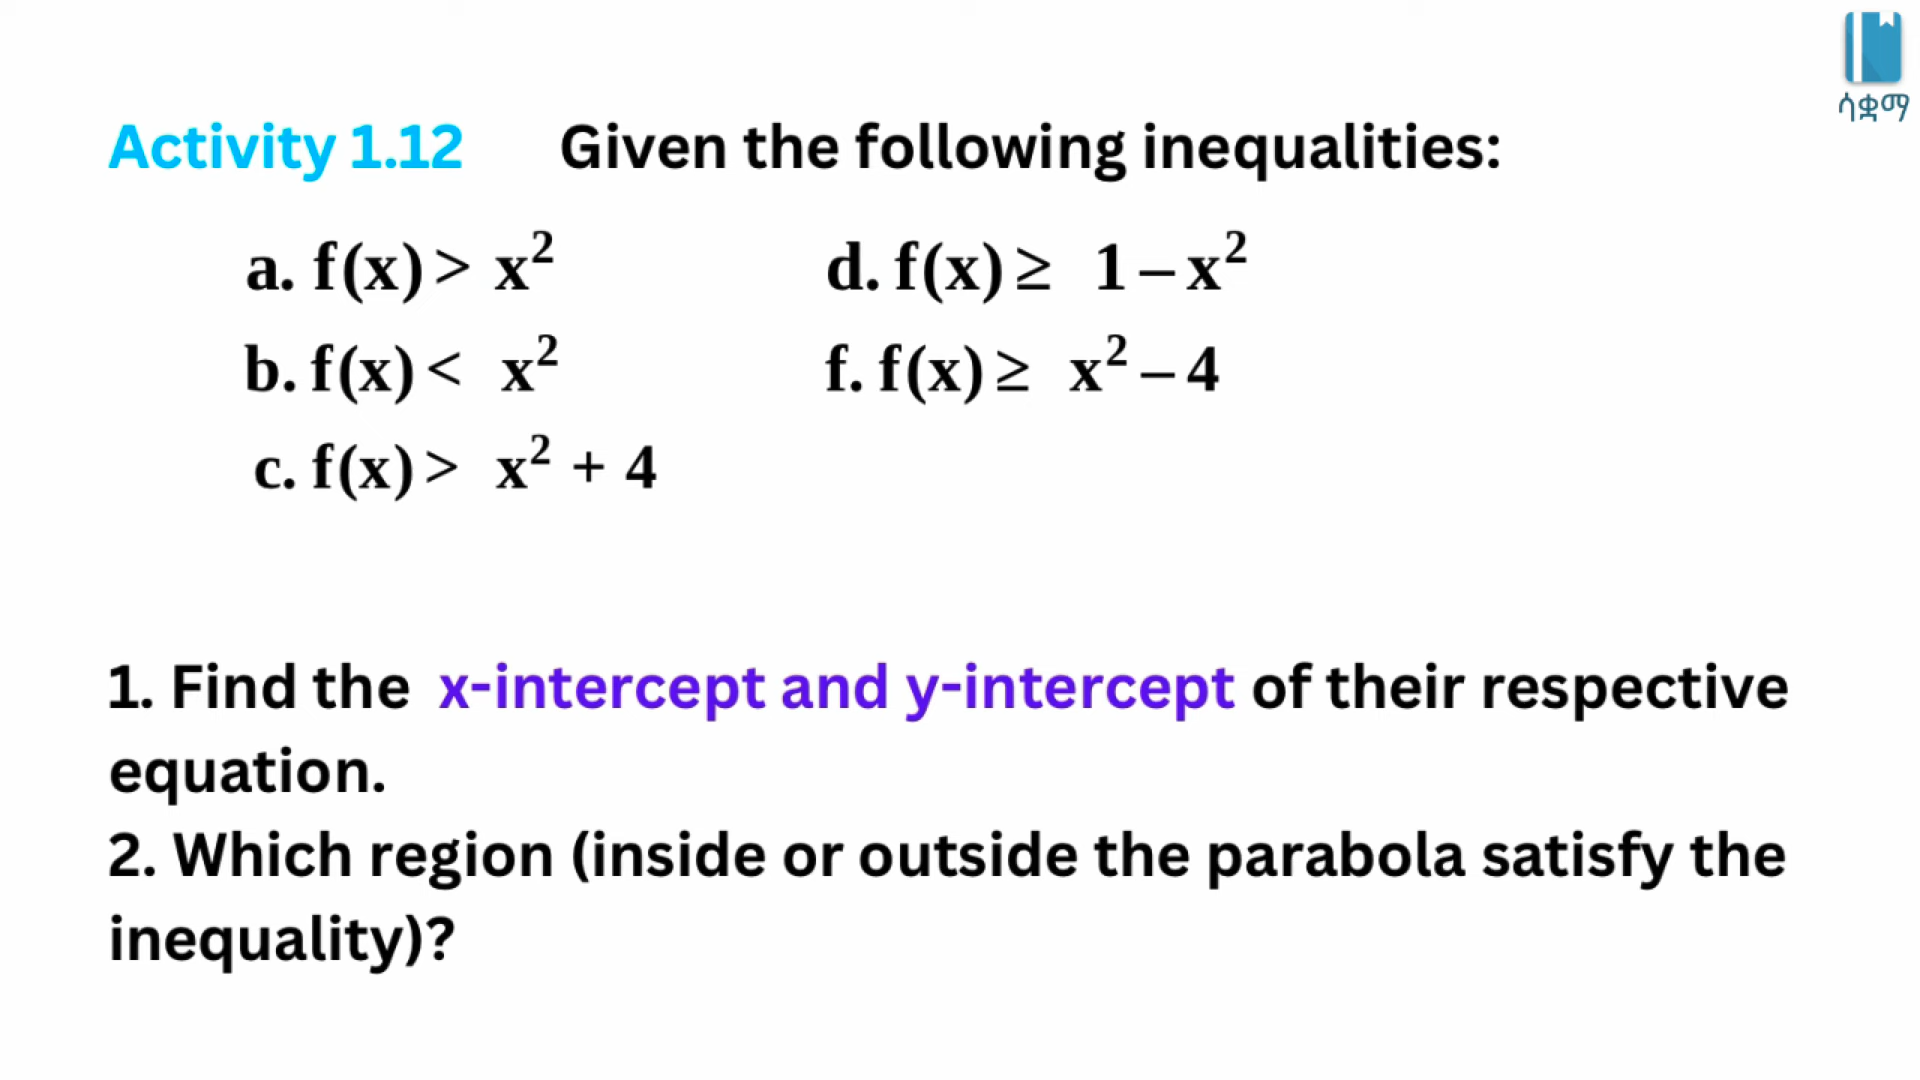 ሳቋማ
Activity 1.12 Given the following inequalities:
a. f(x) > x² d. f(x) ≥ 1 – x²
b. f(x) < x² f. f(x) ≥ x² – 4
c. f(x) > x² + 4
1. Find the x-intercept and y-intercept of their respective
equation.
2. Which region (inside or outside the parabola satisfy the
inequality)?